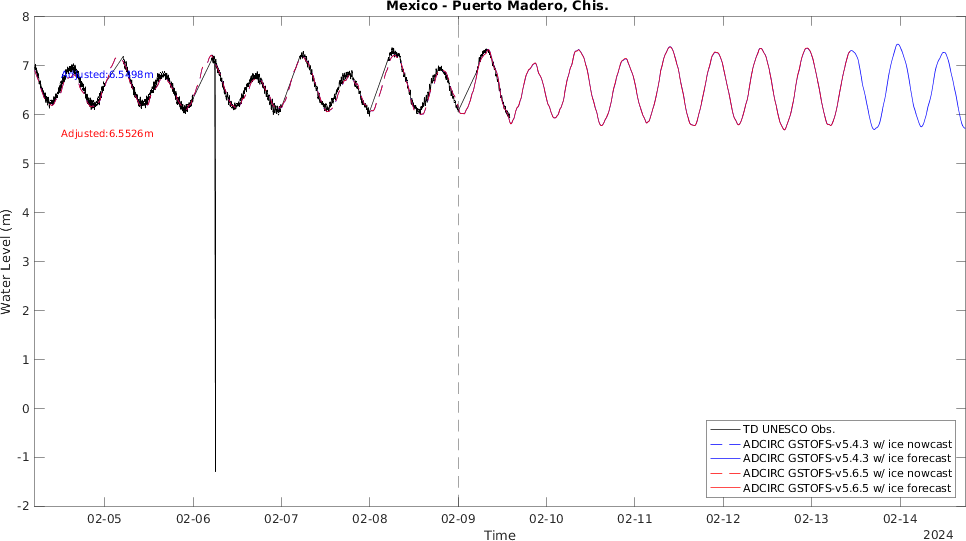 Mexico - Puerto Madero, Chis.
8
7
6
5
4
3
2
1
0
-1
-2
Water Level (m)
Adjusted:6.5498m
Adjusted:6.5526m
TD UNESCO Obs.
ADCIRC GSTOFS-v5.4.3 w/ ice nowcast
ADCIRC GSTOFS-v5.4.3 w/ ice forecast
ADCIRC GSTOFS-v5.6.5 w/ ice nowcast
ADCIRC GSTOFS-v5.6.5 w/ ice forecast
02-05 02-06 02-07 02-08 02-09 02-10 02-11 02-12 02-13 02-14
Time
2024